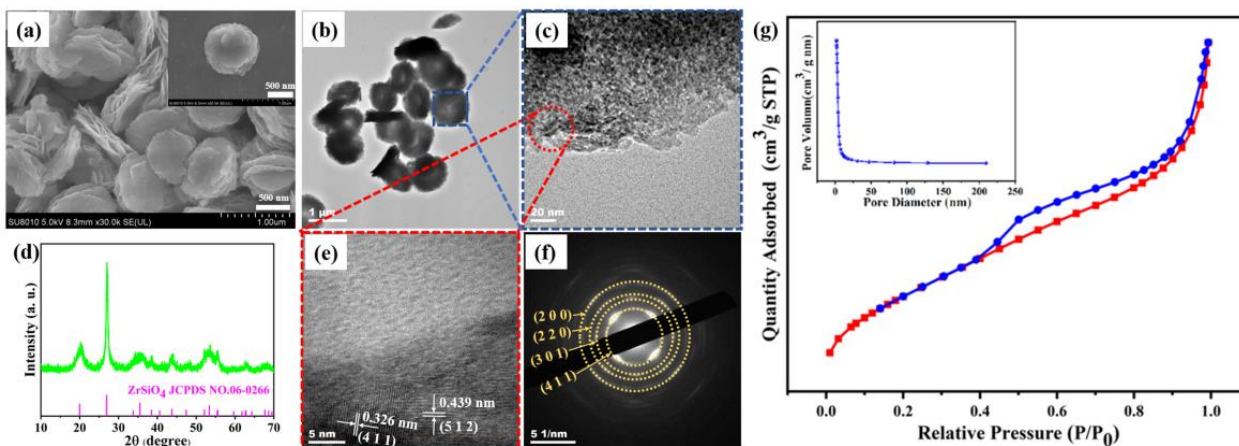 (a)
500 nm
SU8010 5.0kV 8.3mm x30.0k SE(UL)
1.00um
(b)
1 μm
(c)
20 nm
(d)
Intensity (a. u.)
ZrSiO4 JCPDS NO.06-0266
10 20 30 40 50 60 70
2θ (degree)
(e)
0.439 nm
0.326 nm
(5 1 2)
(4 1 1)
5 nm
(f)
(2 0 0)
(2 2 0)
(3 0 1)
(4 1 1)
5 1/nm
(g)
Quantity Adsorbed (cm3/g STP)
Pore Volumn(cm3/ g nm)
0 50 100 150 200 250
Pore Diameter (nm)
0.0 0.2 0.4 0.6 0.8 1.0
Relative Pressure (P/P0)
500 nm